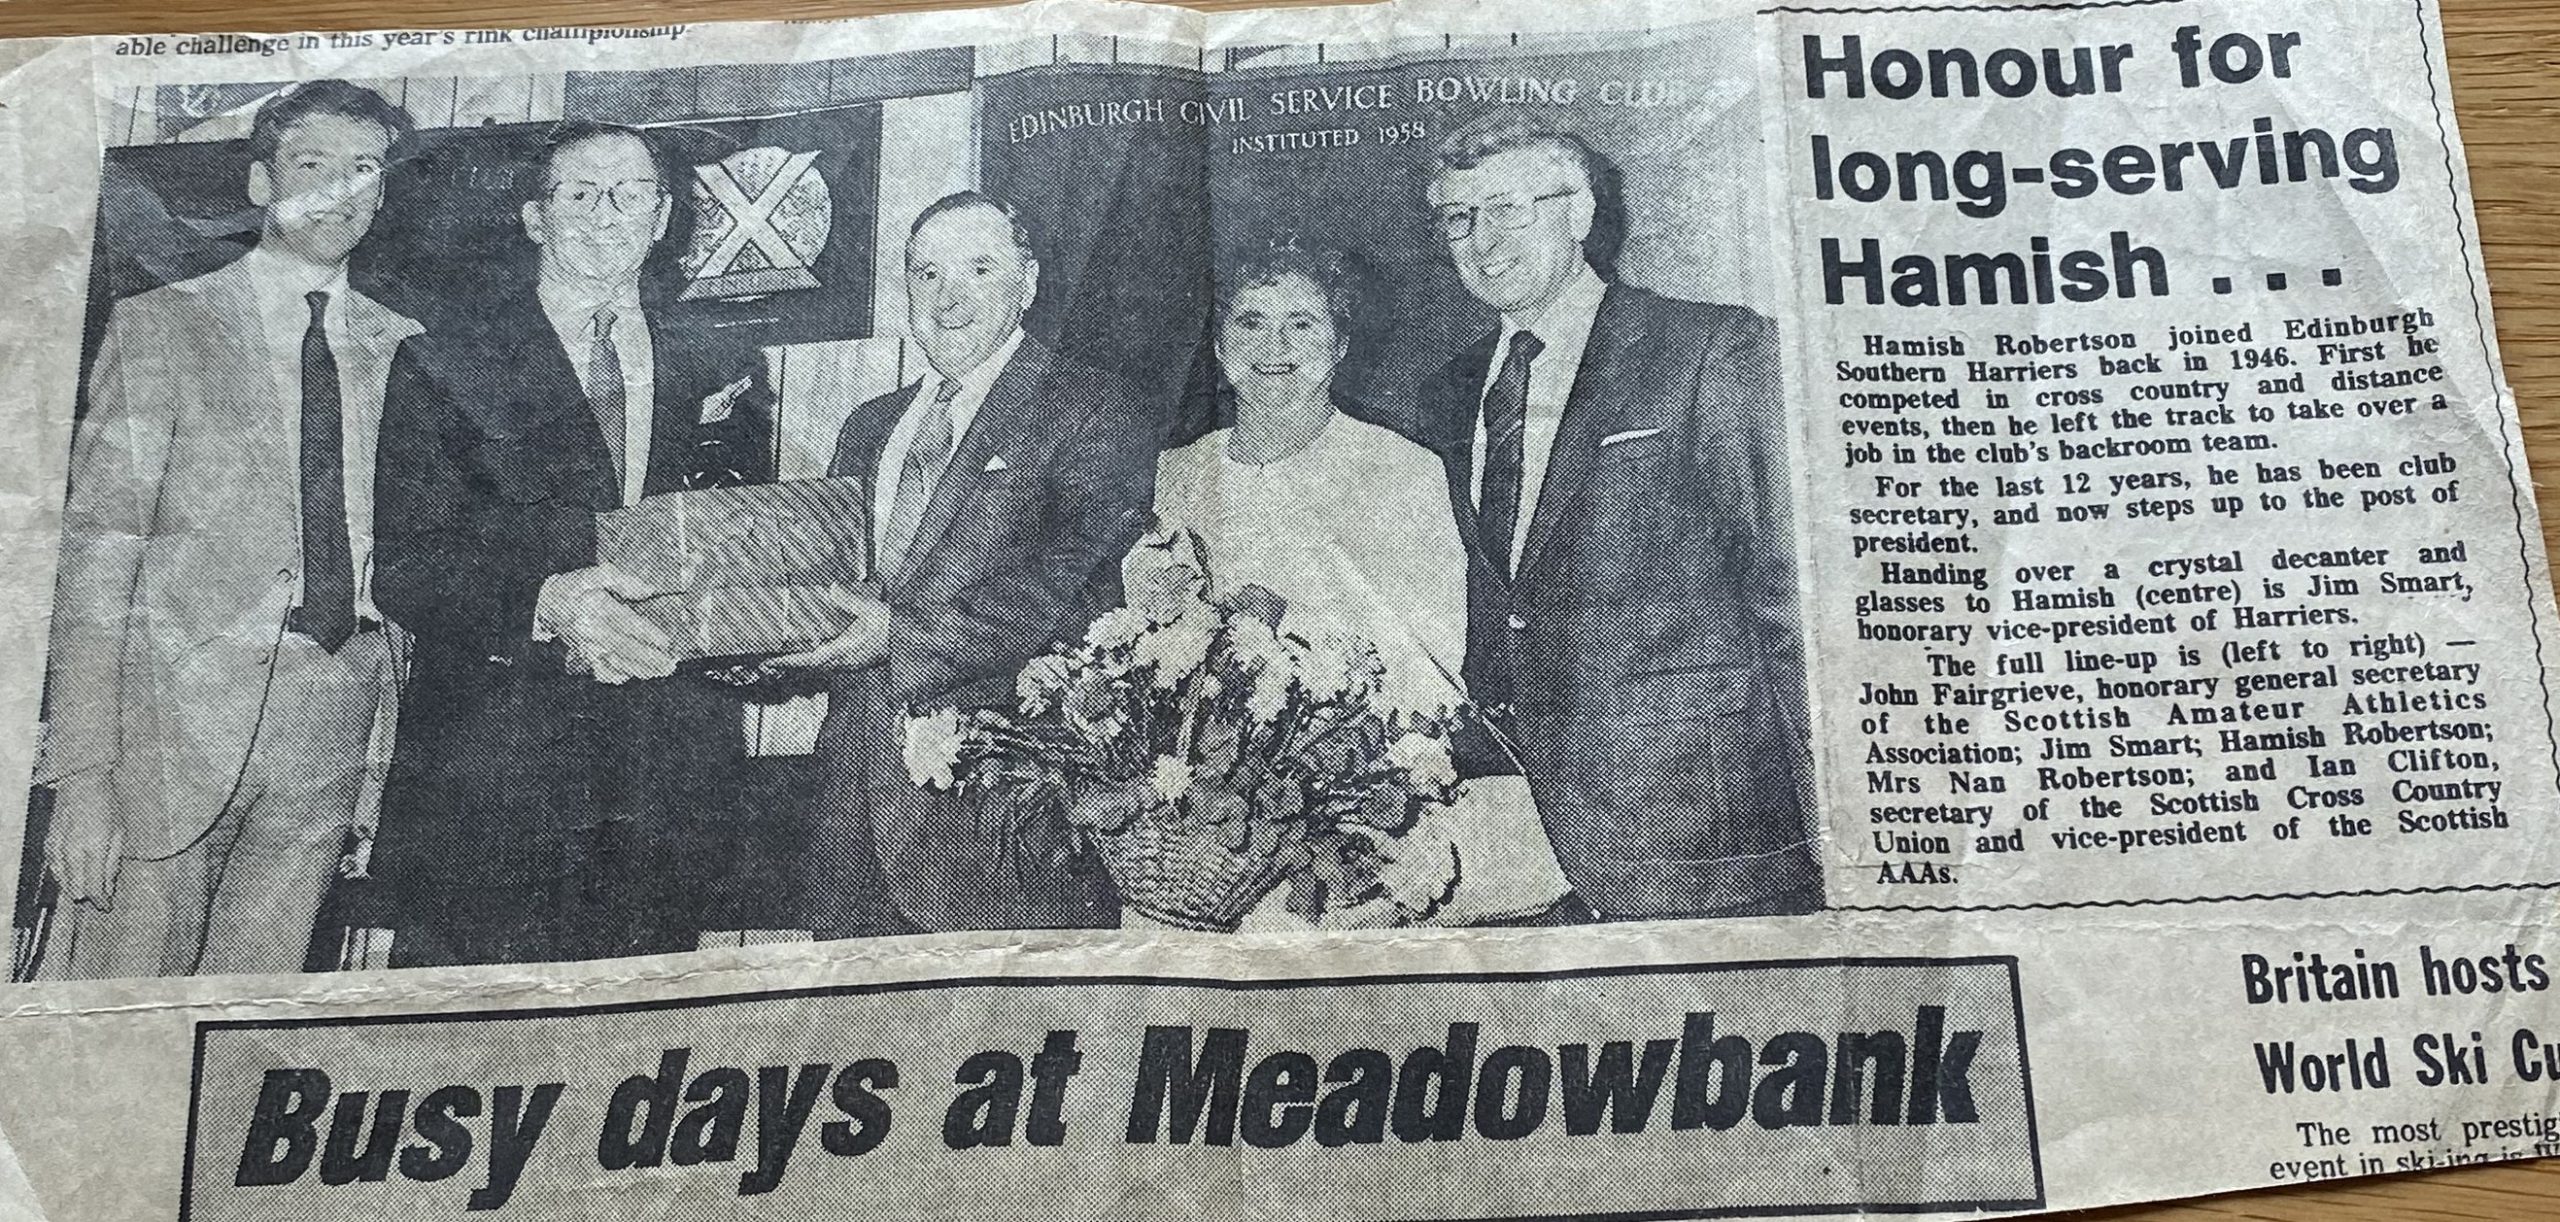 able challenge in this year's rink championship.
EDINBURGH CIVIL SERVICE BOWLING CLUB
INSTITUTED 1958
Honour for
long-serving
Hamish . . .
Hamish Robertson joined Edinburgh
Southern Harriers back in 1946. First he
competed in cross country and distance
events, then he left the track to take over a
job in the club's backroom team.
For the last 12 years, he has been club
secretary, and now steps up to the post of
president.
Handing over a crystal decanter and
glasses to Hamish (centre) is Jim Smart,
honorary vice-president of Harriers.
The full line-up is (left to right) —
John Fairgrieve, honorary general secretary
of the Scottish Amateur Athletics
Association; Jim Smart; Hamish Robertson;
Mrs Nan Robertson; and Ian Clifton,
secretary of the Scottish Cross Country
Union and vice-president of the Scottish
AAAs.
Busy days at Meadowbank
Britain hosts
World Ski Cu
The most prestig
event in ski-ing is